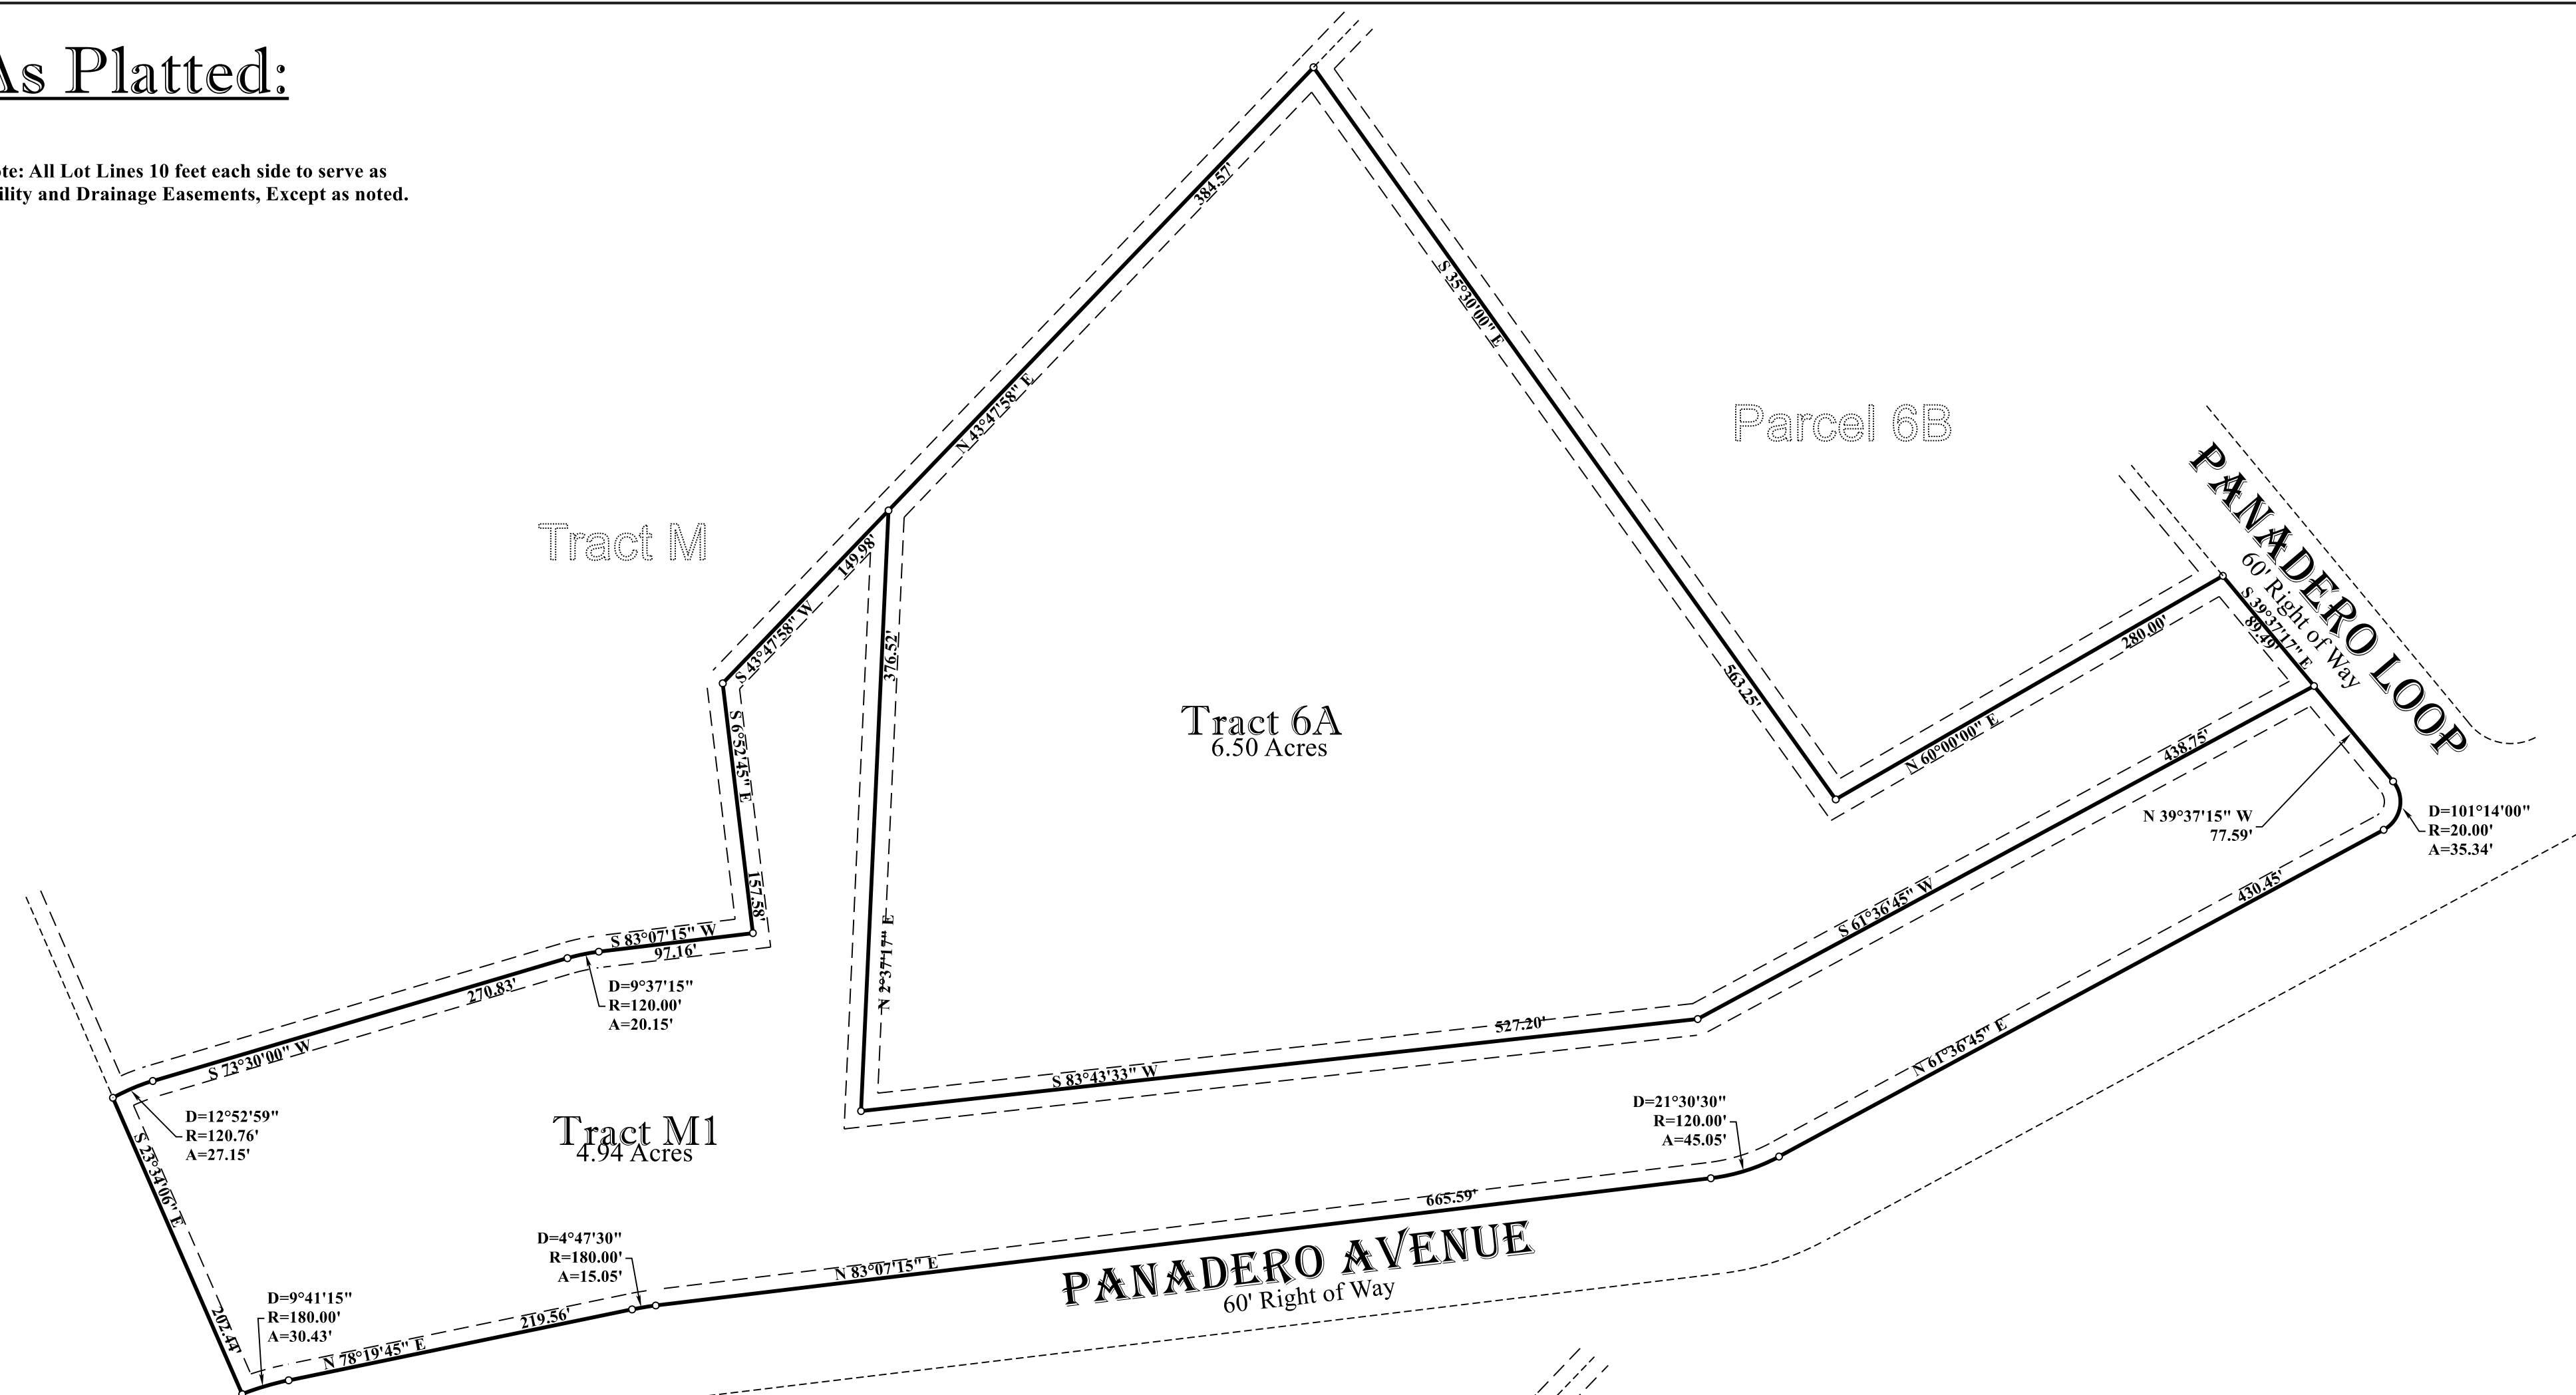 As Platted:
ote: All Lot Lines 10 feet each side to serve as
ility and Drainage Easements, Except as noted.
384.57'
N 43°47'58" E
S 35°30'00" E
563.25'
Parcel 6B
PANADERO LOOP
60' Right of Way
S 39°37'17" E
89.49'
280.00'
N 60°00'00" E
Tract M
149.98'
S 43°47'58" W
376.52'
N 2°37'17" E
S 6°52'45" E
157.58'
Tract 6A
6.50 Acres
438.75'
S 61°36'45" W
N 39°37'15" W
77.59'
D=101°14'00"
R=20.00'
A=35.34'
430.45'
N 61°36'45" E
S 83°07'15" W
97.16'
D=9°37'15"
R=120.00'
A=20.15'
270.83'
S 73°30'00" W
527.20'
S 83°43'33" W
D=12°52'59"
R=120.76'
A=27.15'
Tract M1
4.94 Acres
D=21°30'30"
R=120.00'
A=45.05'
S 23°34'06" E
202.44'
665.59'
N 83°07'15" E
PANADERO AVENUE
60' Right of Way
D=4°47'30"
R=180.00'
A=15.05'
D=9°41'15"
R=180.00'
A=30.43'
219.56'
N 78°19'45" E